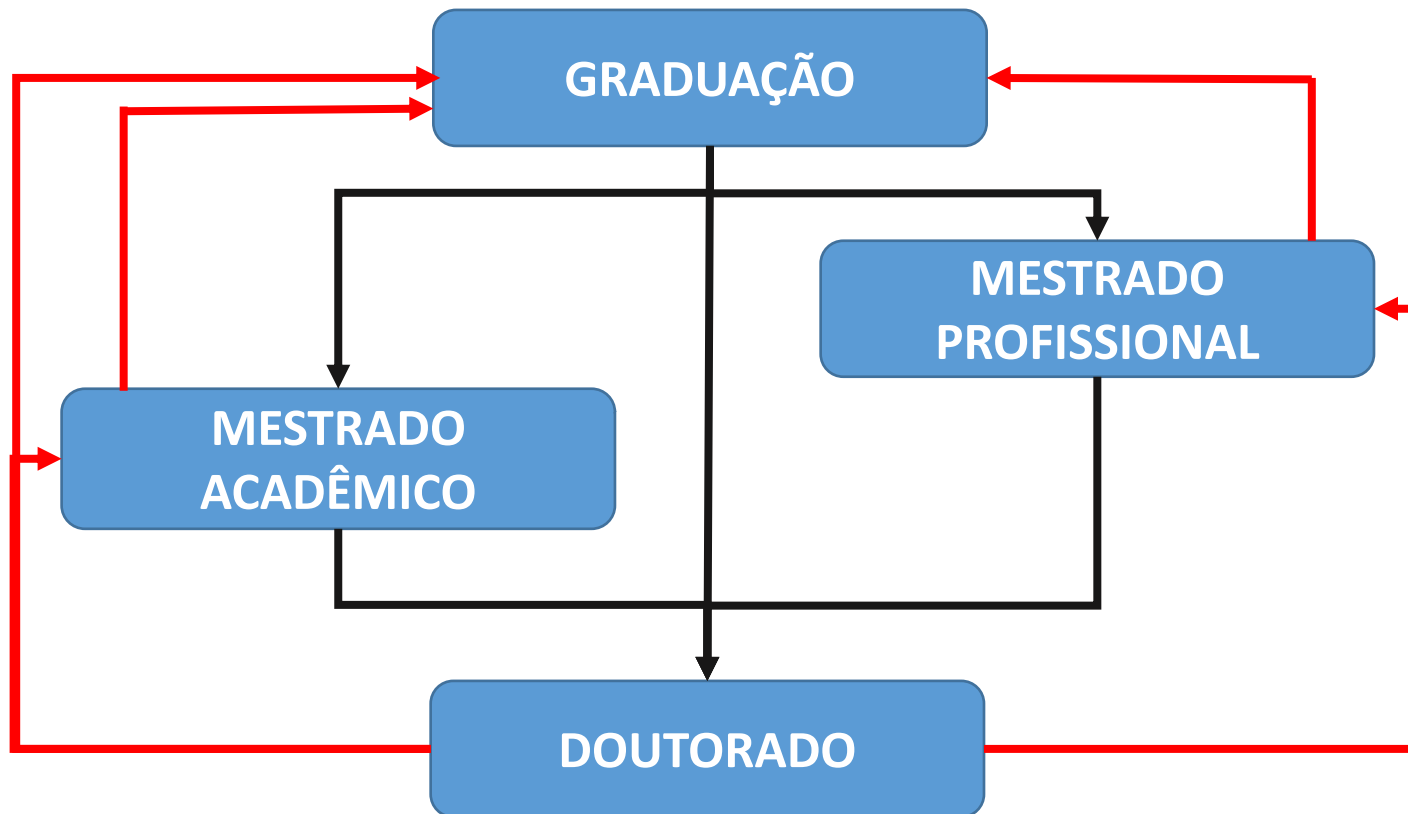 GRADUAÇÃO
MESTRADO
PROFISSIONAL
MESTRADO
ACADÊMICO
DOUTORADO